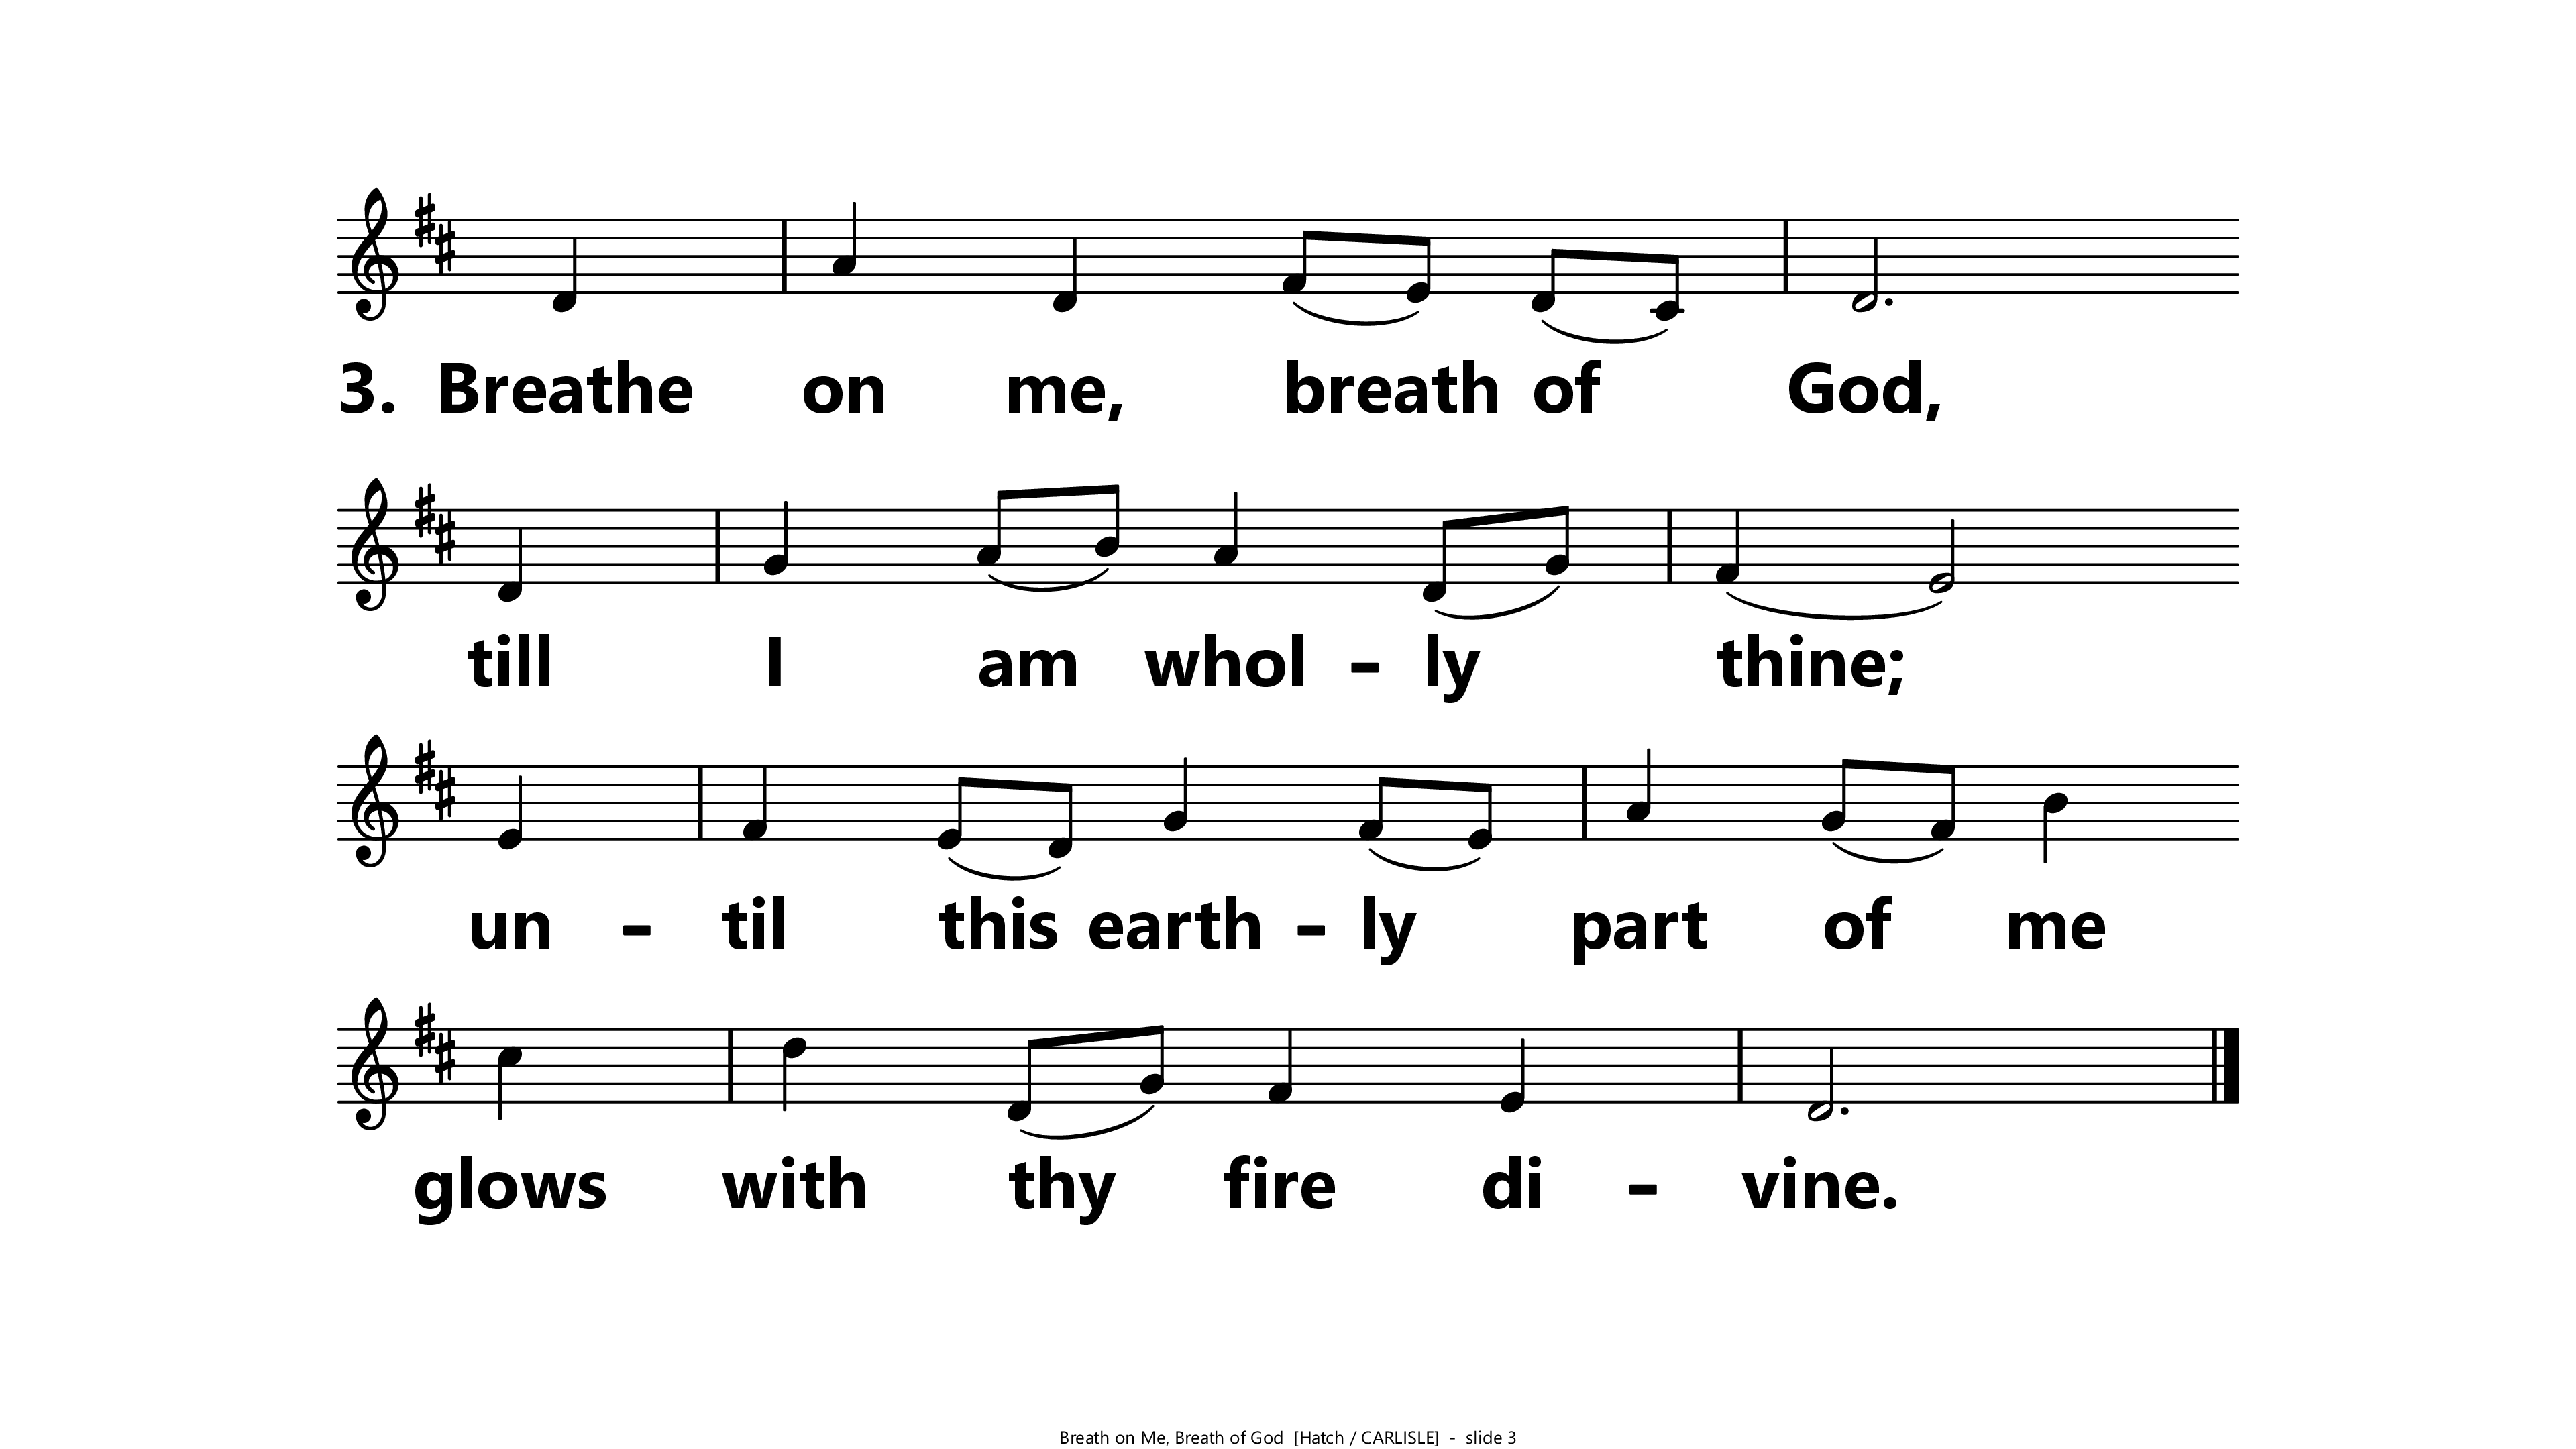 3. Breathe on me, breath of God,
till I am whol - ly thine;
un - til this earth - ly part of me
glows with thy fire di - vine.
Breath on Me, Breath of God [Hatch / CARLISLE] - slide 3